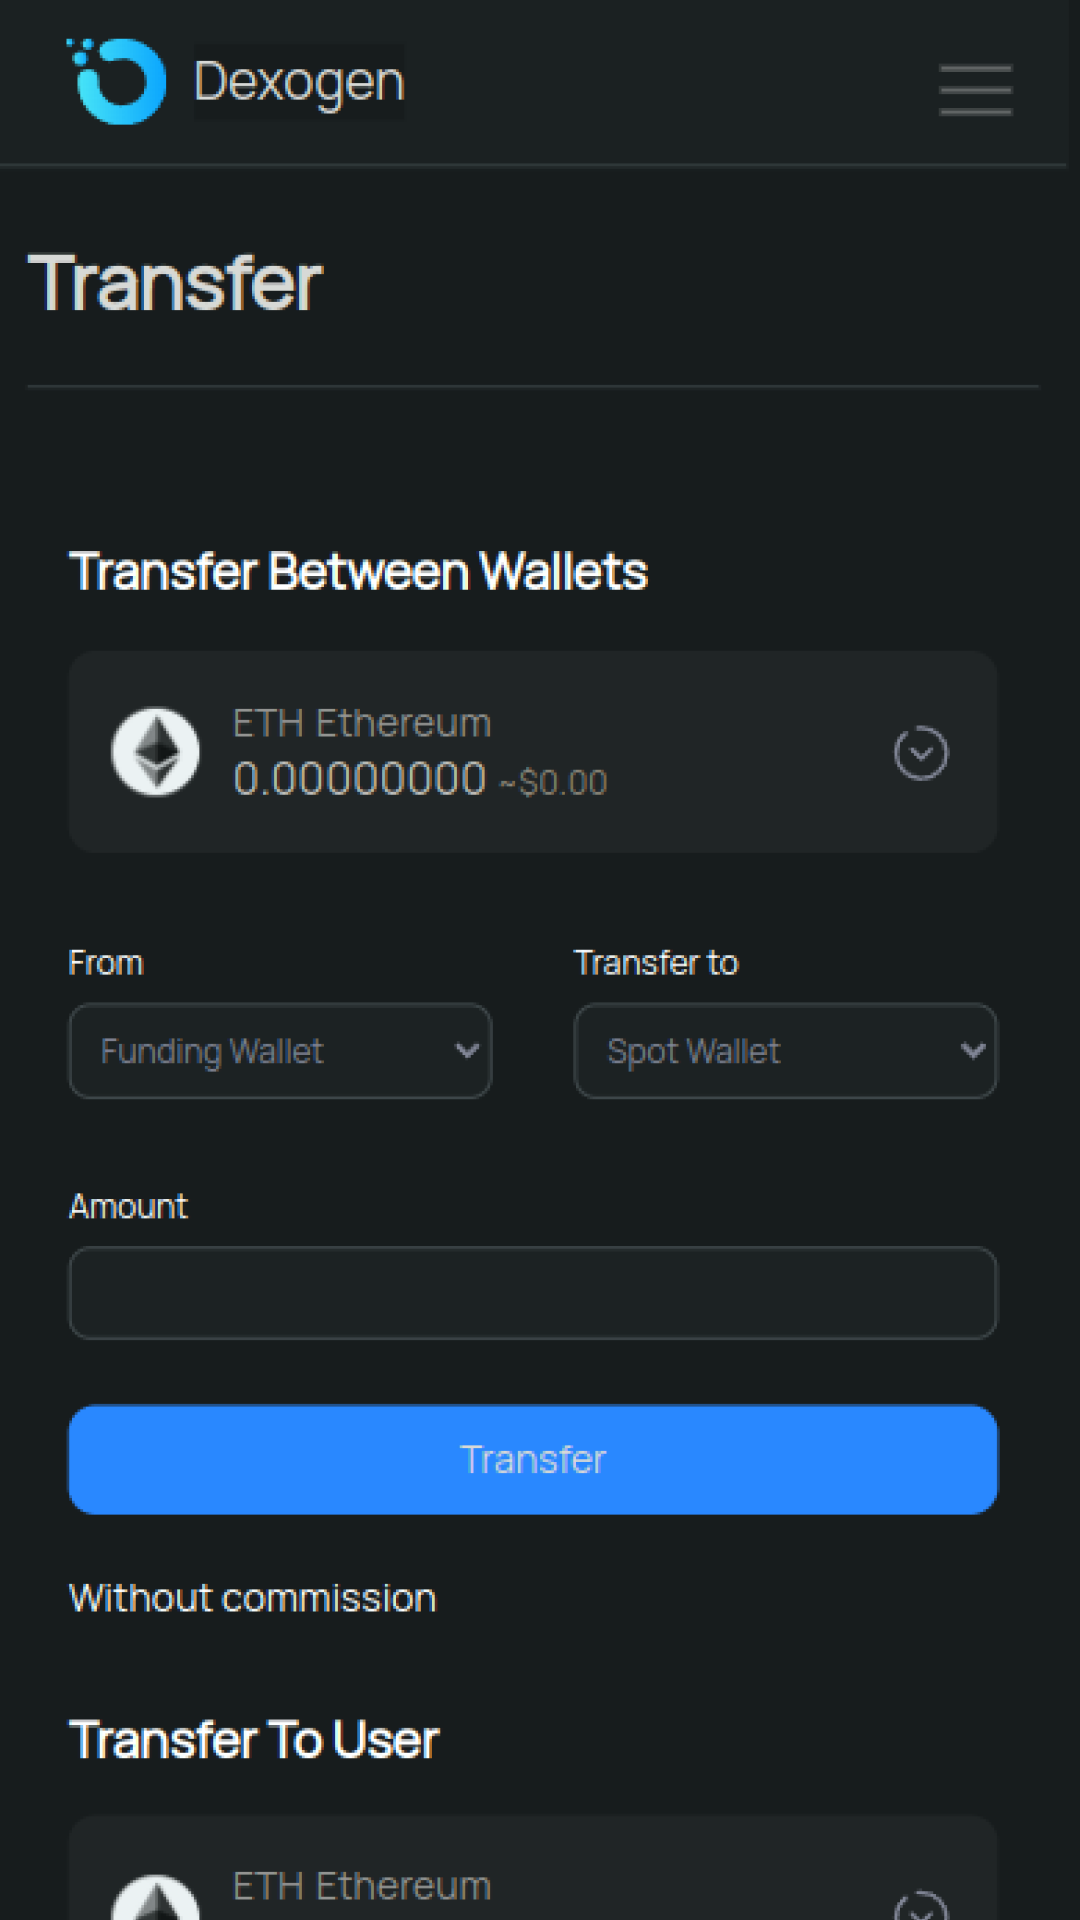 Dexogen
Transfer
Transfer Between Wallets
ETH Ethereum
0.00000000 ~$0.00
From
Transfer to
Funding Wallet
Spot Wallet
Amount
Transfer
Without commission
Transfer To User
ETH Ethereum